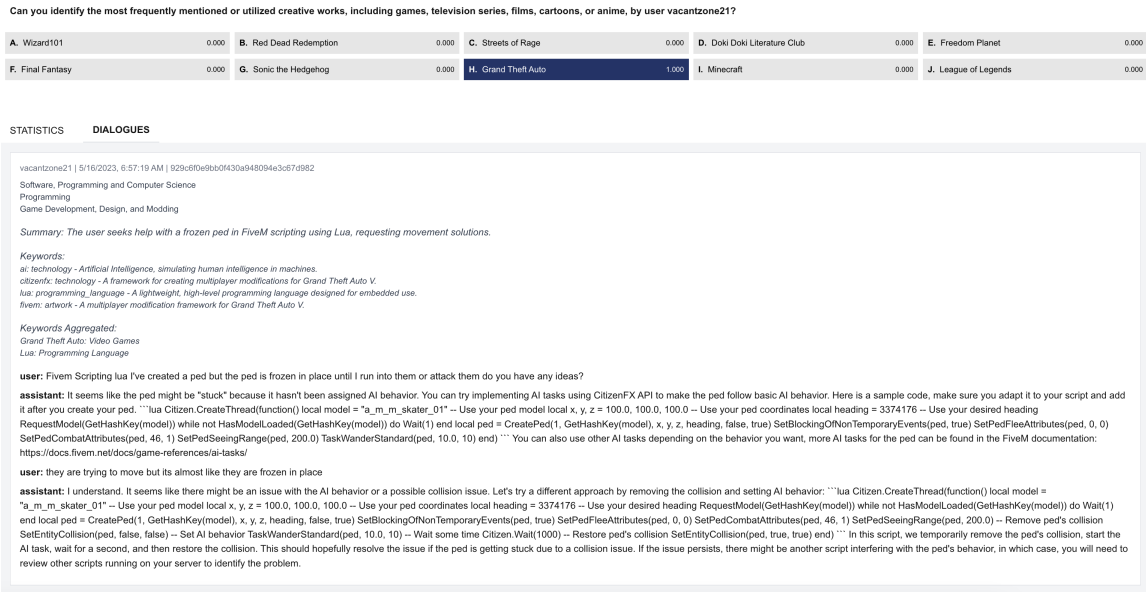 Can you identify the most frequently mentioned or utilized creative works, including games, television series, films, cartoons, or anime, by user vacantzone21?
A. Wizard101 0.000 B. Red Dead Redemption 0.000 C. Streets of Rage 0.000 D. Doki Doki Literature Club 0.000 E. Freedom Planet 0.000
F. Final Fantasy 0.000 G. Sonic the Hedgehog 0.000 H. Grand Theft Auto 1.000 I. Minecraft 0.000 J. League of Legends 0.000
STATISTICS DIALOGUES
vacantzone21 | 5/16/2023, 6:57:19 AM | 929c6f0e9bb0f430a948094e3c67d982
Software, Programming and Computer Science
Programming
Game Development, Design, and Modding
Summary: The user seeks help with a frozen ped in FiveM scripting using Lua, requesting movement solutions.
Keywords:
ai: technology - Artificial Intelligence, simulating human intelligence in machines.
citizenfx: technology - A framework for creating multiplayer modifications for Grand Theft Auto V.
lua: programming_language - A lightweight, high-level programming language designed for embedded use.
fivem: artwork - A multiplayer modification framework for Grand Theft Auto V.
Keywords Aggregated:
Grand Theft Auto: Video Games
Lua: Programming Language
user: Fivem Scripting lua I've created a ped but the ped is frozen in place until I run into them or attack them do you have any ideas?
assistant: It seems like the ped might be "stuck" because it hasn't been assigned AI behavior. You can try implementing AI tasks using CitizenFX API to make the ped follow basic AI behavior. Here is a sample code, make sure you adapt it to your script and add
it after you create your ped. ```lua Citizen.CreateThread(function() local model = "a_m_m_skater_01" -- Use your ped model local x, y, z = 100.0, 100.0, 100.0 -- Use your ped coordinates local heading = 3374176 -- Use your desired heading
RequestModel(GetHashKey(model)) while not HasModelLoaded(GetHashKey(model)) do Wait(1) end local ped = CreatePed(1, GetHashKey(model), x, y, z, heading, false, true) SetBlockingOfNonTemporaryEvents(ped, true) SetPedFleeAttributes(ped, 0, 0)
SetPedCombatAttributes(ped, 46, 1) SetPedSeeingRange(ped, 200.0) TaskWanderStandard(ped, 10.0, 10) end) ``` You can also use other AI tasks depending on the behavior you want, more AI tasks for the ped can be found in the FiveM documentation:
https://docs.fivem.net/docs/game-references/ai-tasks/
user: they are trying to move but its almost like they are frozen in place
assistant: I understand. It seems like there might be an issue with the AI behavior or a possible collision issue. Let's try a different approach by removing the collision and setting AI behavior: ```lua Citizen.CreateThread(function() local model =
"a_m_m_skater_01" -- Use your ped model local x, y, z = 100.0, 100.0, 100.0 -- Use your ped coordinates local heading = 3374176 -- Use your desired heading RequestModel(GetHashKey(model)) while not HasModelLoaded(GetHashKey(model)) do Wait(1)
end local ped = CreatePed(1, GetHashKey(model), x, y, z, heading, false, true) SetBlockingOfNonTemporaryEvents(ped, true) SetPedFleeAttributes(ped, 0, 0) SetPedCombatAttributes(ped, 46, 1) SetPedSeeingRange(ped, 200.0) -- Remove ped's collision
SetEntityCollision(ped, false, false) -- Set AI behavior TaskWanderStandard(ped, 10.0, 10) -- Wait some time Citizen.Wait(1000) -- Restore ped's collision SetEntityCollision(ped, true, true) end) ``` In this script, we temporarily remove the ped's collision, start the
AI task, wait for a second, and then restore the collision. This should hopefully resolve the issue if the ped is getting stuck due to a collision issue. If the issue persists, there might be another script interfering with the ped's behavior, in which case, you will need to
review other scripts running on your server to identify the problem.